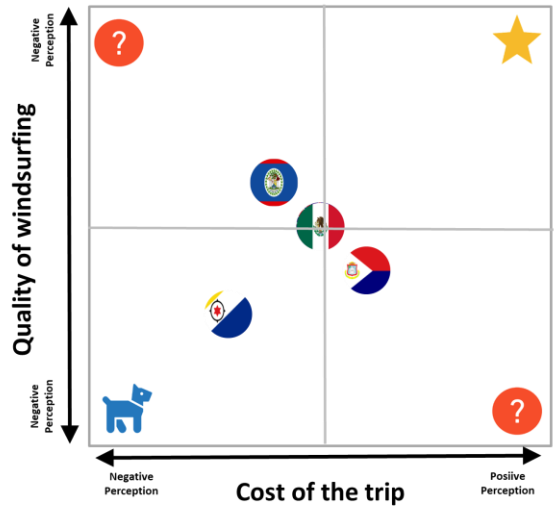 Negative
Perception
?
Quality of windsurfing
Negative
Perception
?
Negative
Perception
Cost of the trip
Posiive
Perception